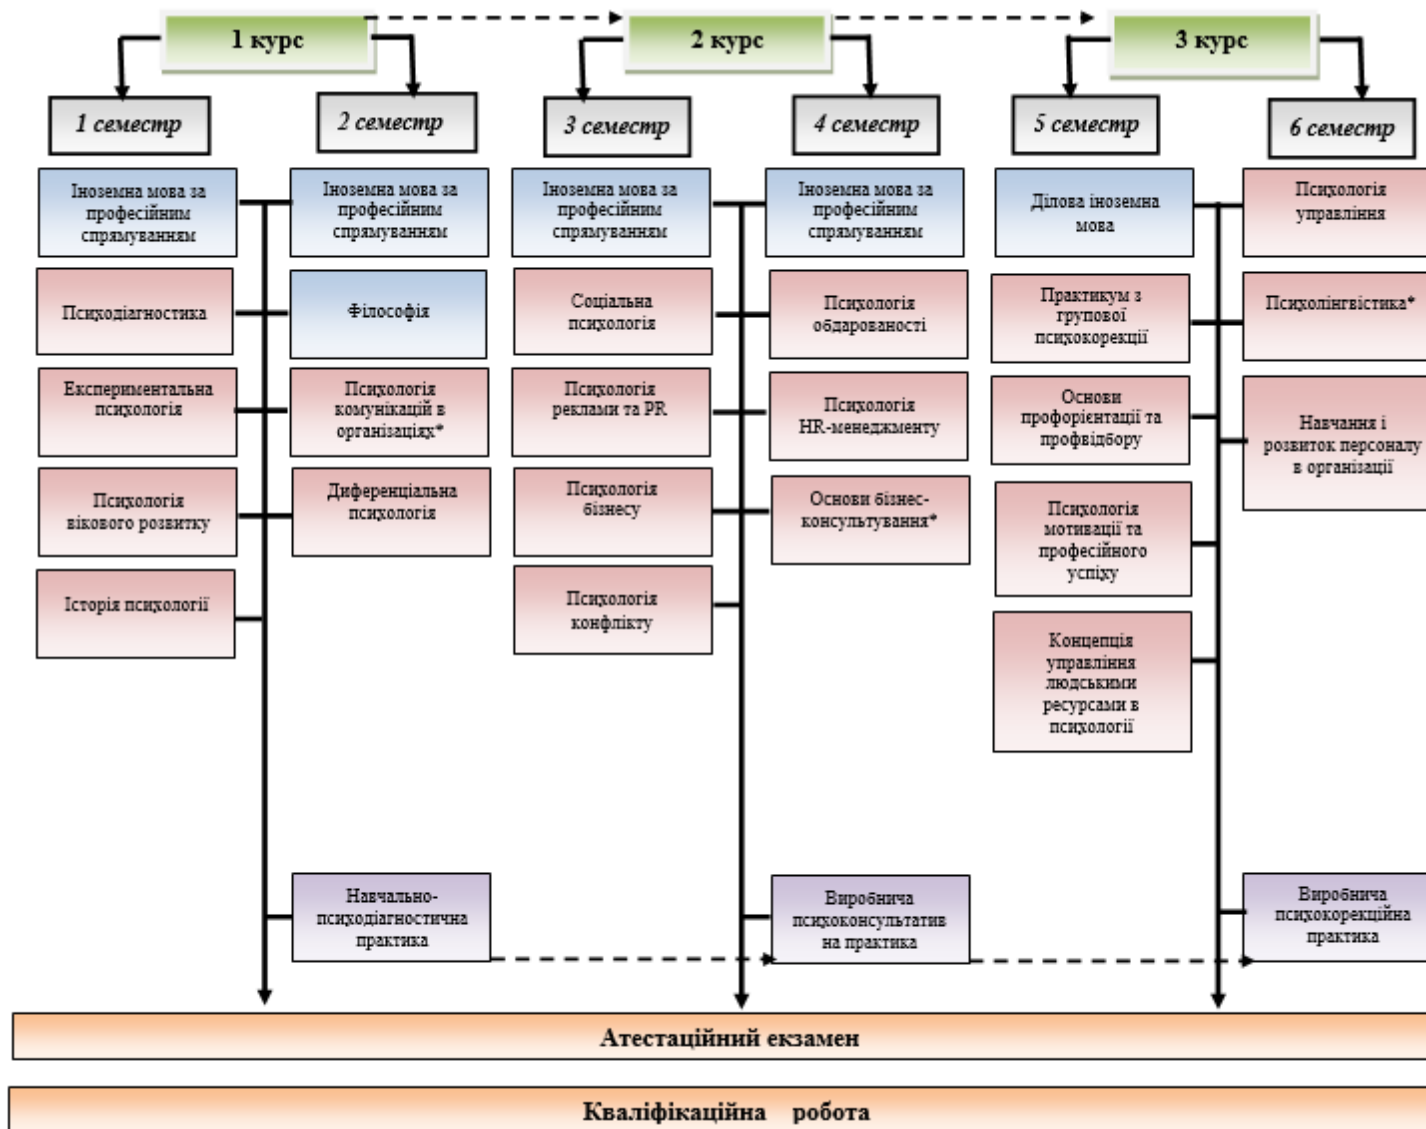 1 курс
2 курс
3 курс
1 семестр
2 семестр
3 семестр
4 семестр
5 семестр
6 семестр
Іноземна мова за
професійним
спрямуванням
Іноземна мова за
професійним
спрямуванням
Іноземна мова за
професійним
спрямуванням
Іноземна мова за
професійним
спрямуванням
Ділова іноземна
мова
Психологія
управління
Психодіагностика
Філософія
Соціальна
психологія
Психологія
обдарованості
Практикум з
групової
психокорекції
Психолінгвістика*
Експериментальна
психологія
Психологія
комунікацій в
організаціях*
Психологія
реклами та PR
Психологія
HR-менеджменту
Основи
профорієнтації та
профвідбору
Навчання і
розвиток персоналу
в організації
Психологія
вікового розвитку
Диференціальна
психологія
Психологія
бізнесу
Основи бізнес-
консультування*
Психологія
мотивації та
професійного
успіху
Історія психології
Психологія
конфлікту
Концепція
управління
людськими
ресурсами в
психології
Навчально-
психодіагностична
практика
Виробнича
психоконсультатив
на практика
Виробнича
психокорекційна
практика
Атестаційний екзамен
Кваліфікаційна робота